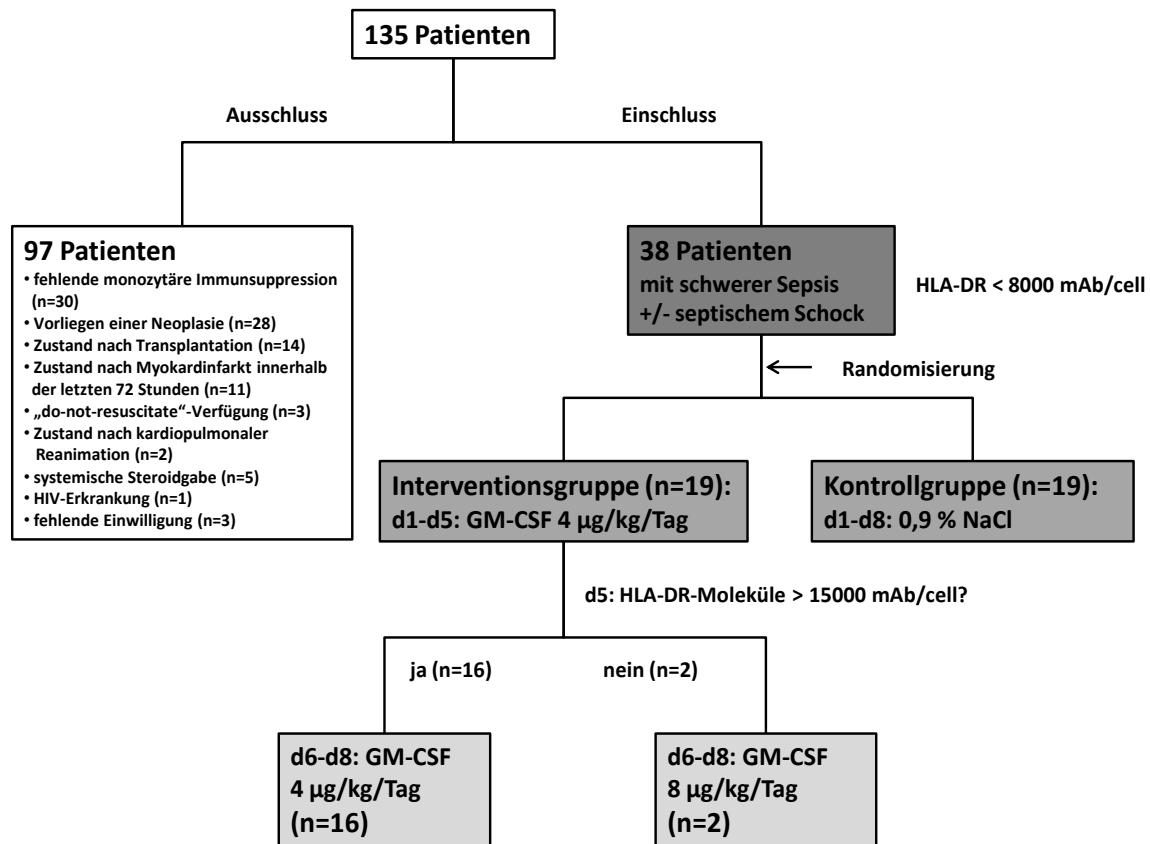 135 Patienten
Ausschluss
Einschluss
97 Patienten
• fehlende monozytäre Immunsuppression
(n=30)
• Vorliegen einer Neoplasie (n=28)
• Zustand nach Transplantation (n=14)
• Zustand nach Myokardinfarkt innerhalb
der letzten 72 Stunden (n=11)
• „do-not-resuscitate“-Verfügung (n=3)
• Zustand nach kardiopulmonaler
Reanimation (n=2)
• systemische Steroidgabe (n=5)
• HIV-Erkrankung (n=1)
• fehlende Einwilligung (n=3)
38 Patienten
mit schwerer Sepsis
+/- septischem Schock
HLA-DR < 8000 mAb/cell
Randomisierung
Interventionsgruppe (n=19):
d1-d5: GM-CSF 4 µg/kg/Tag
Kontrollgruppe (n=19):
d1-d8: 0,9 % NaCl
d5: HLA-DR-Moleküle > 15000 mAb/cell?
ja (n=16)
nein (n=2)
d6-d8: GM-CSF
4 µg/kg/Tag
(n=16)
d6-d8: GM-CSF
8 µg/kg/Tag
(n=2)